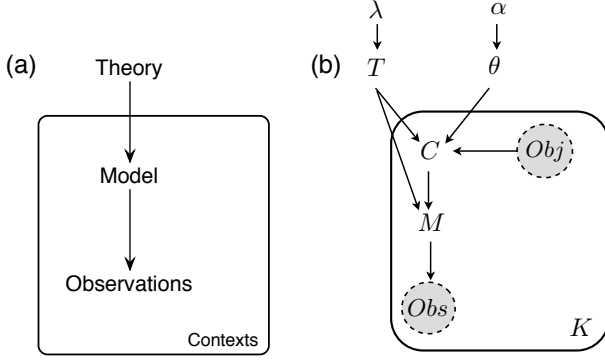 (a)
Theory
Model
Observations
Contexts
(b)
λ
α
T
θ
C
Obj
M
Obs
K